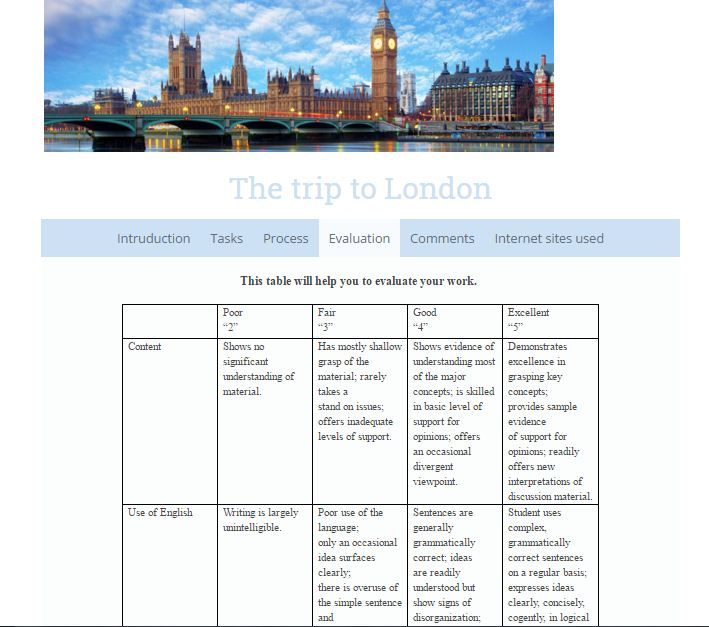 The trip to London
Intruduction Tasks Process Evaluation Comments Internet sites used
This table will help you to evaluate your work.
Poor
“2”
Fair
“3”
Good
“4”
Excellent
“5”
Content
Shows no
significant
understanding of
material.
Has mostly shallow
grasp of the
material; rarely
takes a
stand on issues;
offers inadequate
levels of support.
Shows evidence of
understanding most
of the major
concepts; is skilled
in basic level of
support for
opinions; offers
an occasional
divergent
viewpoint.
Demonstrates
excellence in
grasping key
concepts;
provides sample
evidence
of support for
opinions; readily
offers new
interpretations of
discussion material.
Use of English
Writing is largely
unintelligible.
Poor use of the
language;
only an occasional
idea surfaces
clearly;
there is overuse of
the simple sentence
and
Sentences are
generally
grammatically
correct; ideas
are readily
understood but
show signs of
disorganization;
Student uses
complex,
grammatically
correct sentences
on a regular basis;
expresses ideas
clearly, concisely,
cogently, in logical